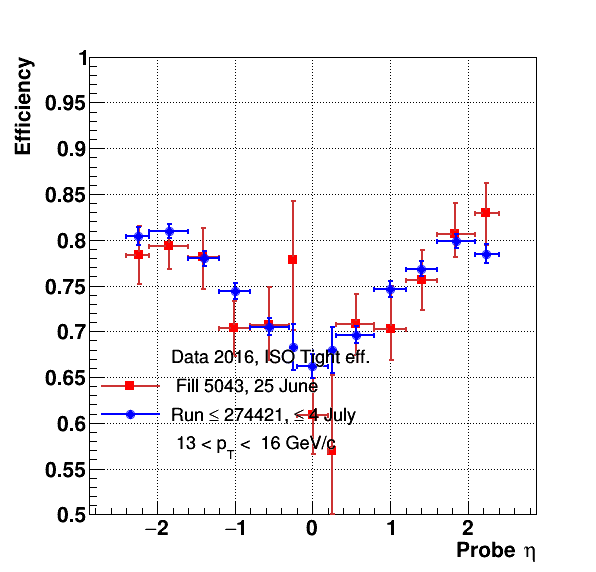 Efficiency
1
0.95
0.9
0.85
0.8
0.75
0.7
0.65
0.6
0.55
0.5
Data 2016, ISO Tight eff.
Fill 5043, 25 June
Run ≤ 274421, ≤ 4 July
13 < p_T < 16 GeV/c
−2 −1 0 1 2
Probe η